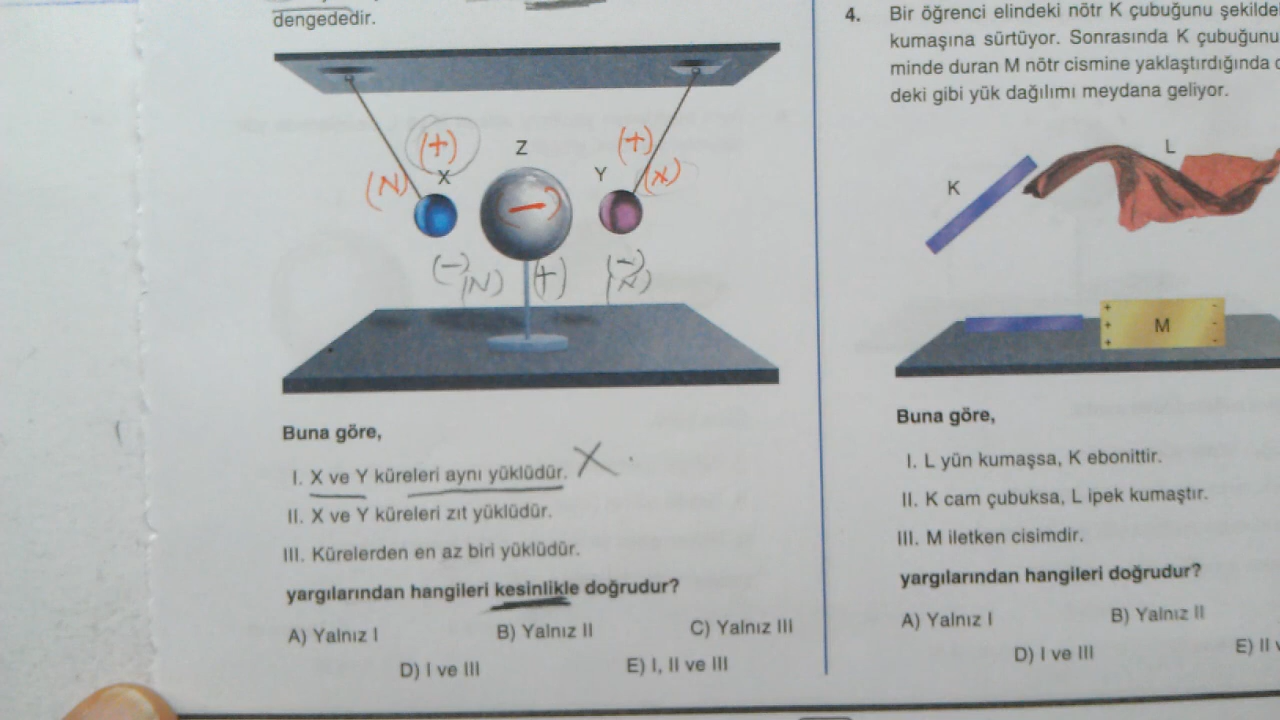 dengededir.
(+)
(+)
Z
(N)
X
Y
(X)
(-)
(N)
(+)
(-)
(N)
Buna göre,
I. X ve Y küreleri aynı yüklüdür. X
II. X ve Y küreleri zıt yüklüdür.
III. Kürelerden en az biri yüklüdür.
yargılarından hangileri kesinlikle doğrudur?
A) Yalnız I
B) Yalnız II
C) Yalnız III
D) I ve III
E) I, II ve III
4. Bir öğrenci elindeki nötr K çubuğunu şekilde
kumaşına sürtüyor. Sonrasında K çubuğunu
minde duran M nötr cismine yaklaştırdığında
deki gibi yük dağılımı meydana geliyor.
L
K
+ -
+ M -
+ -
Buna göre,
I. L yün kumaşsa, K ebonittir.
II. K cam çubuksa, L ipek kumaştır.
III. M iletken cisimdir.
yargılarından hangileri doğrudur?
A) Yalnız I
B) Yalnız II
D) I ve III
E) II